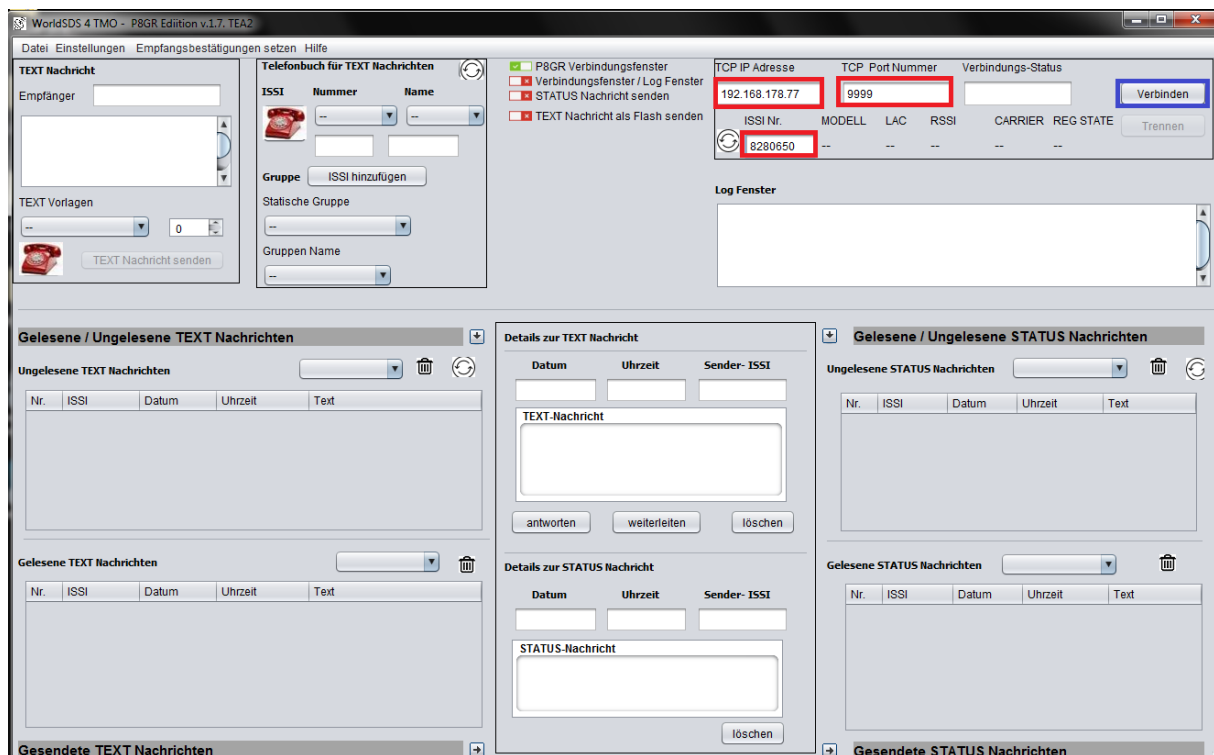 WorldSDS 4 TMO - P8GR Ediition v.1.7. TEA2
Datei Einstellungen Empfangsbestätigungen setzen Hilfe
TEXT Nachricht
Empfänger
TEXT Vorlagen
--
0
TEXT Nachricht senden
Telefonbuch für TEXT Nachrichten
ISSI Nummer Name
-- --
Gruppe ISSI hinzufügen
Statische Gruppe
--
Gruppen Name
--
P8GR Verbindungsfenster
Verbindungsfenster / Log Fenster
STATUS Nachricht senden
TEXT Nachricht als Flash senden
TCP IP Adresse TCP Port Nummer Verbindungs-Status
192.168.178.77 9999 Verbinden
ISSI Nr. MODELL LAC RSSI CARRIER REG STATE Trennen
8280650 -- -- -- -- --
Log Fenster
Gelesene / Ungelesene TEXT Nachrichten
Ungelesene TEXT Nachrichten
Nr. ISSI Datum Uhrzeit Text
Gelesene TEXT Nachrichten
Nr. ISSI Datum Uhrzeit Text
Gesendete TEXT Nachrichten
Details zur TEXT Nachricht
Datum Uhrzeit Sender- ISSI
TEXT-Nachricht
antworten weiterleiten löschen
Details zur STATUS Nachricht
Datum Uhrzeit Sender- ISSI
STATUS-Nachricht
löschen
Gelesene / Ungelesene STATUS Nachrichten
Ungelesene STATUS Nachrichten
Nr. ISSI Datum Uhrzeit Text
Gelesene STATUS Nachrichten
Nr. ISSI Datum Uhrzeit Text
Gesendete STATUS Nachrichten